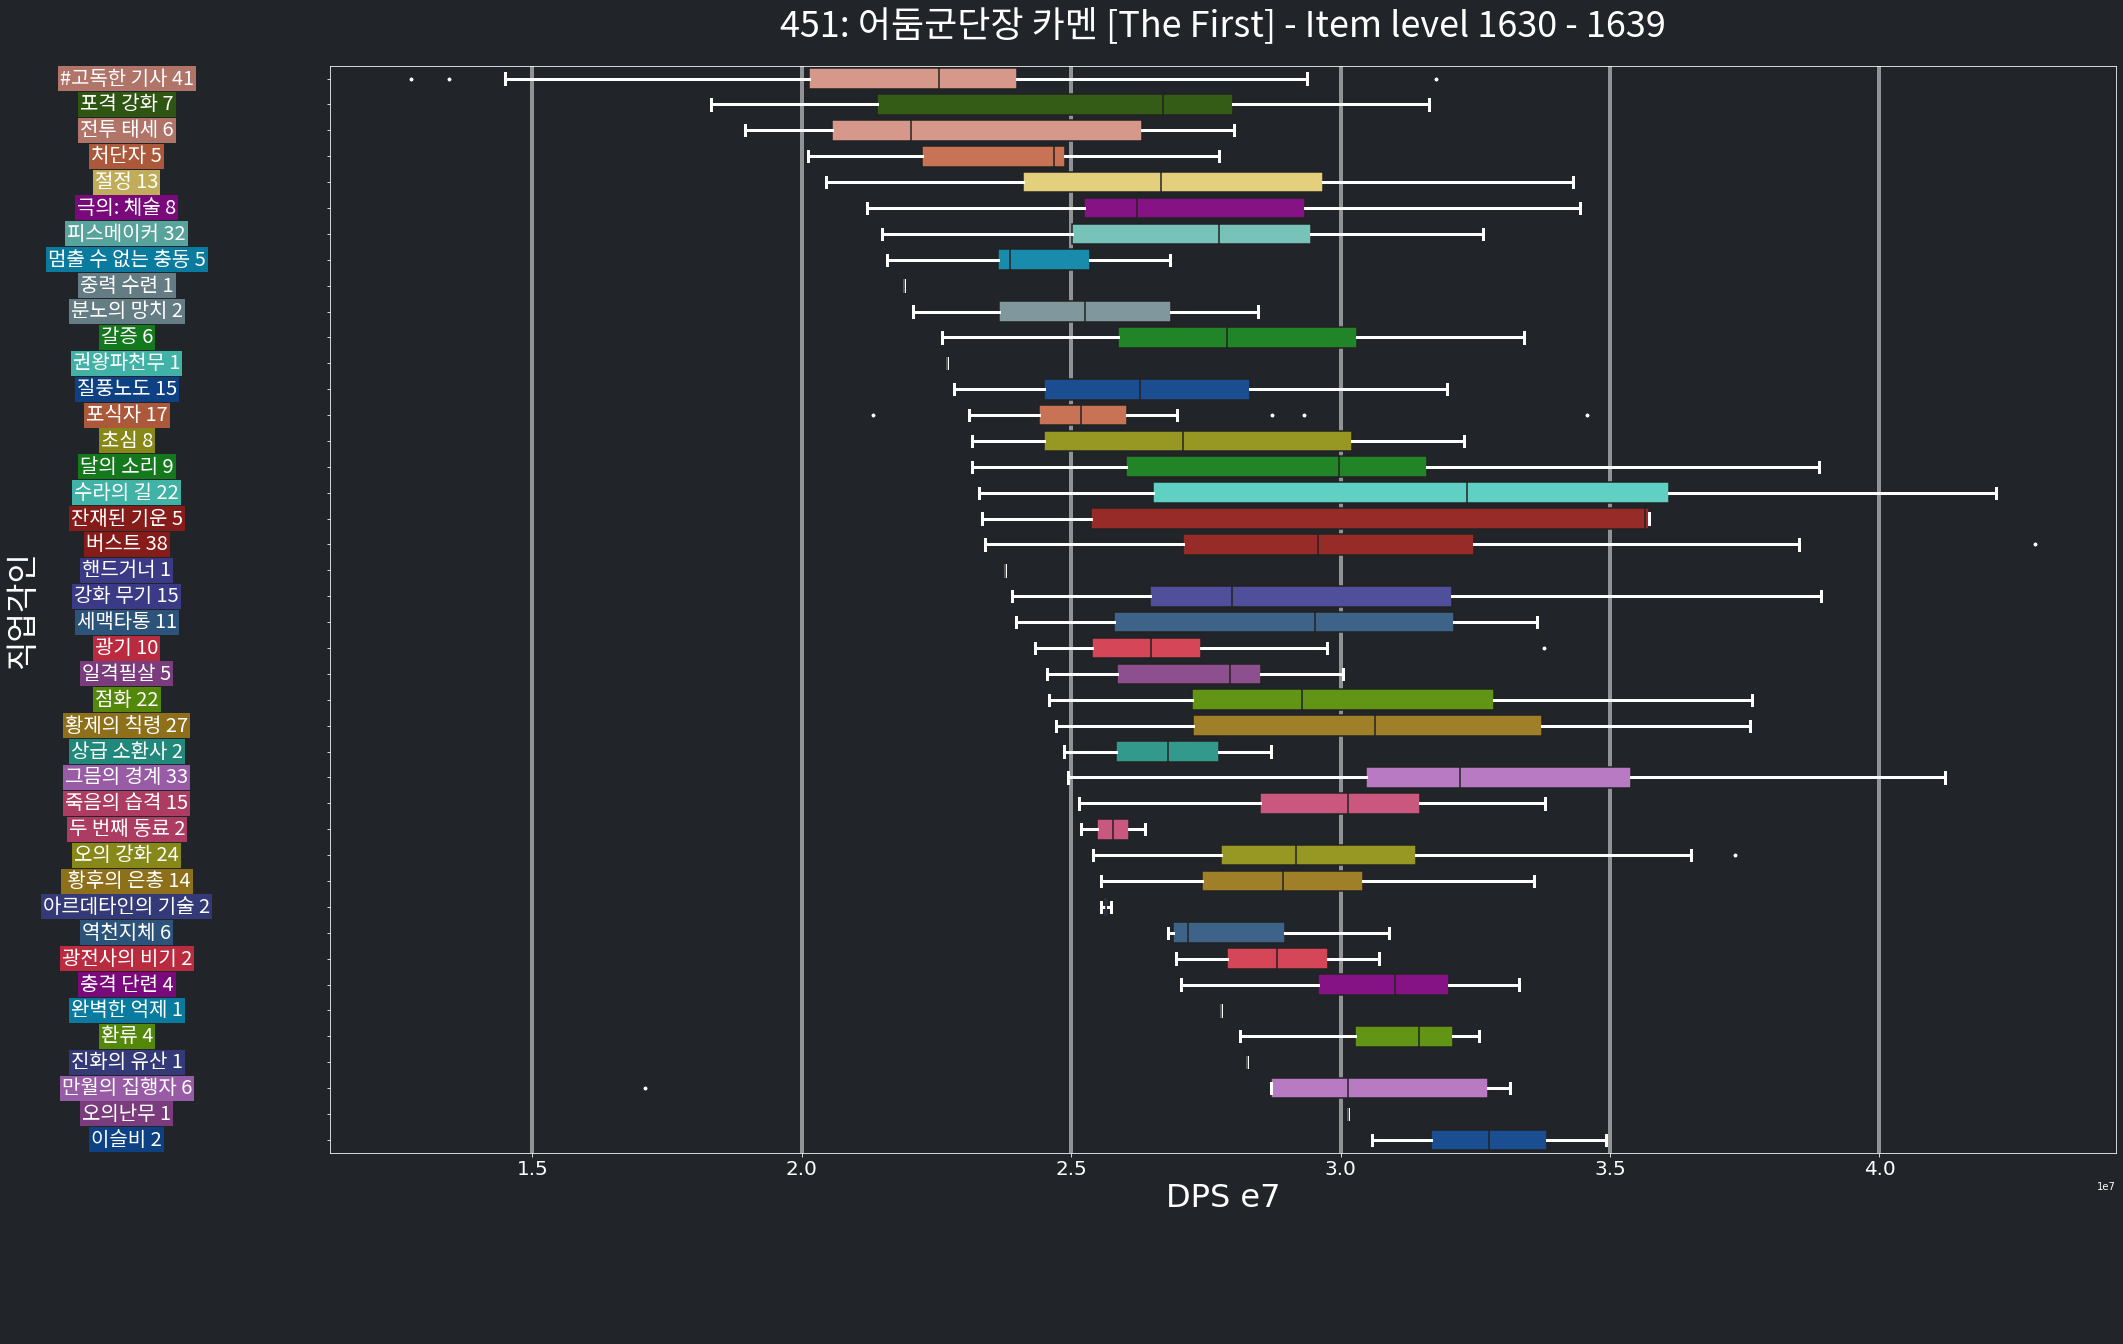 451: 어둠군단장 카멘 [The First] - Item level 1630 - 1639
직업각인
#고독한 기사 41
포격 강화 7
전투 태세 6
처단자 5
절정 13
극의: 체술 8
피스메이커 32
멈출 수 없는 충동 5
중력 수련 1
분노의 망치 2
갈증 6
권왕파천무 1
질풍노도 15
포식자 17
초심 8
달의 소리 9
수라의 길 22
잔재된 기운 5
버스트 38
핸드거너 1
강화 무기 15
세맥타통 11
광기 10
일격필살 5
점화 22
황제의 칙령 27
상급 소환사 2
그믐의 경계 33
죽음의 습격 15
두 번째 동료 2
오의 강화 24
황후의 은총 14
아르데타인의 기술 2
역천지체 6
광전사의 비기 2
충격 단련 4
완벽한 억제 1
환류 4
진화의 유산 1
만월의 집행자 6
오의난무 1
이슬비 2
1.5 2.0 2.5 3.0 3.5 4.0
1e7
DPS e7